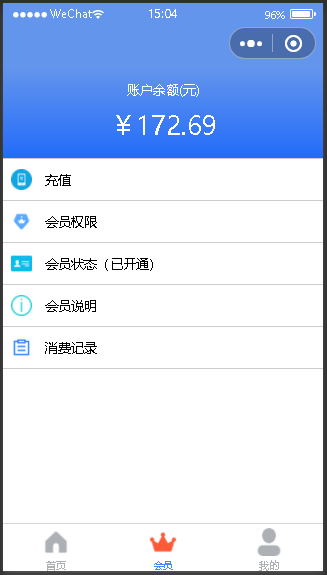 WeChat 15:04 96%
账户余额(元)
￥172.69
充值
会员权限
会员状态（已开通）
会员说明
消费记录
首页 会员 我的